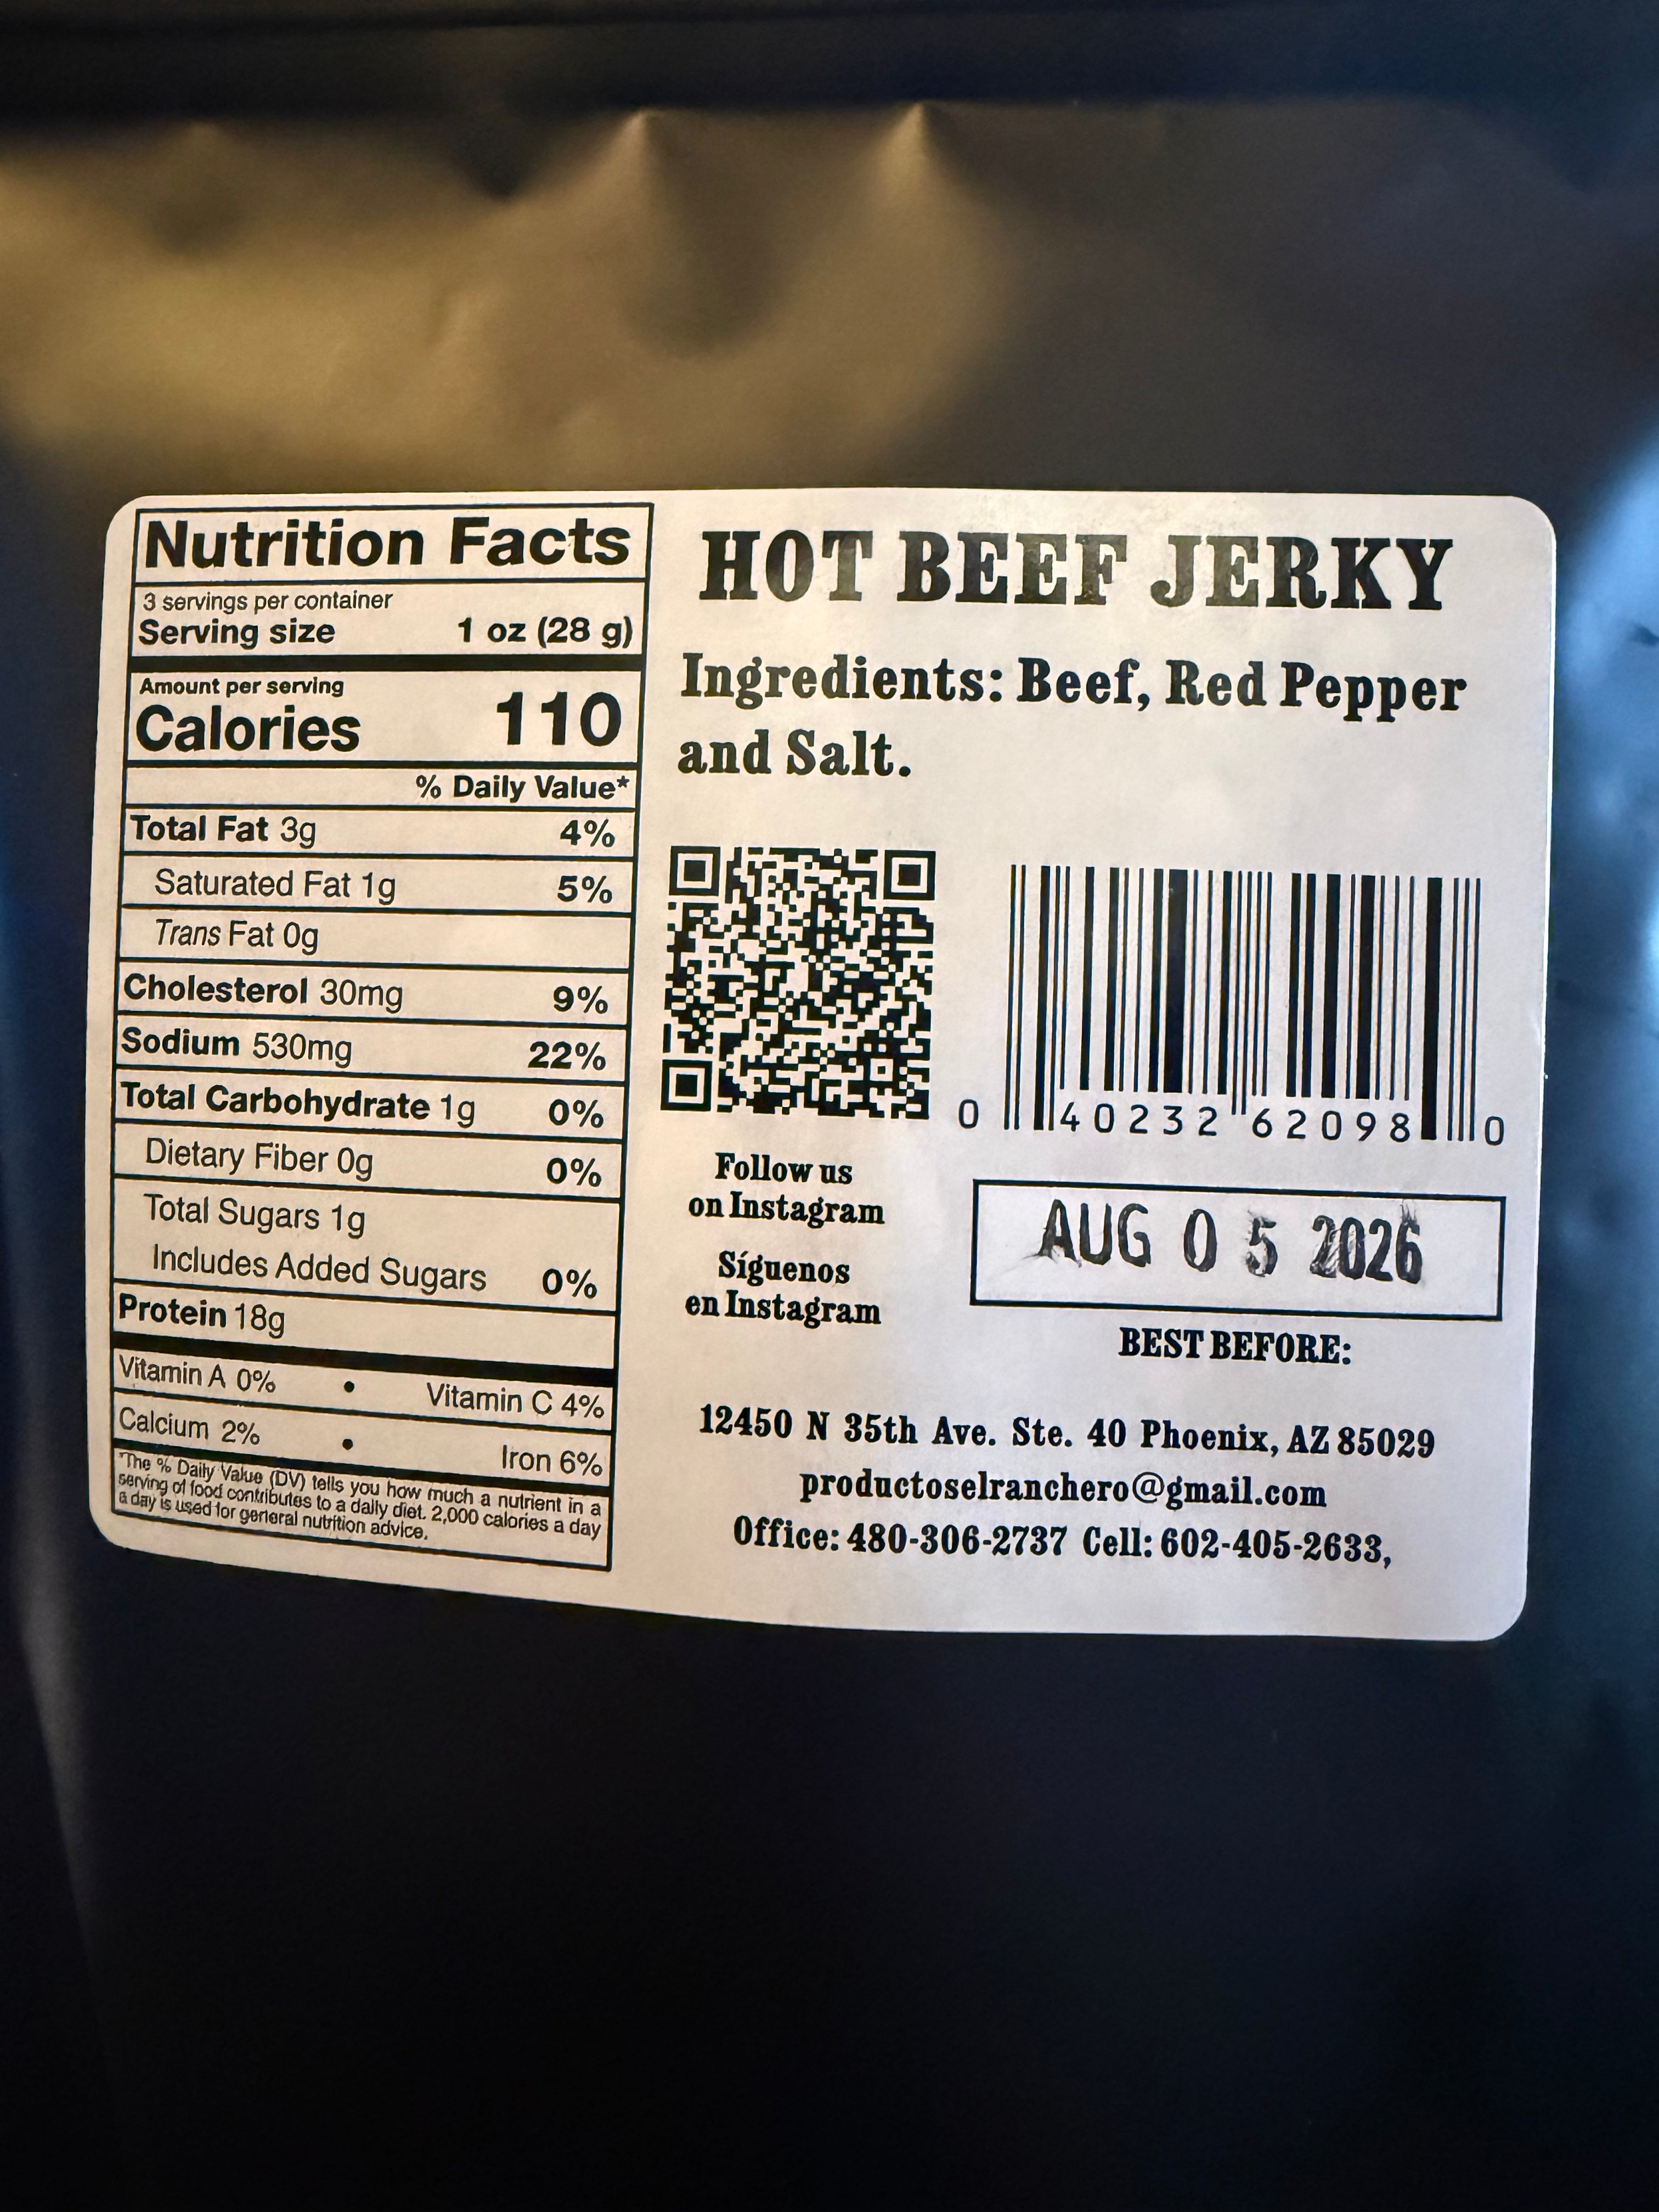 Nutrition Facts
3 servings per container
Serving size 1 oz (28 g)
Amount per serving
Calories 110
% Daily Value*
Total Fat 3g 4%
Saturated Fat 1g 5%
Trans Fat 0g
Cholesterol 30mg 9%
Sodium 530mg 22%
Total Carbohydrate 1g 0%
Dietary Fiber 0g 0%
Total Sugars 1g
Includes Added Sugars 0%
Protein 18g
Vitamin A 0% • Vitamin C 4%
Calcium 2% • Iron 6%
*The % Daily Value (DV) tells you how much a nutrient in a
serving of food contributes to a daily diet. 2,000 calories a day
a day is used for general nutrition advice.
HOT BEEF JERKY
Ingredients: Beef, Red Pepper
and Salt.
0 40232 62098 0
Follow us
on Instagram
Síguenos
en Instagram
AUG 05 2026
BEST BEFORE:
12450 N 35th Ave. Ste. 40 Phoenix, AZ 85029
productoselranchero@gmail.com
Office: 480-306-2737 Cell: 602-405-2633,